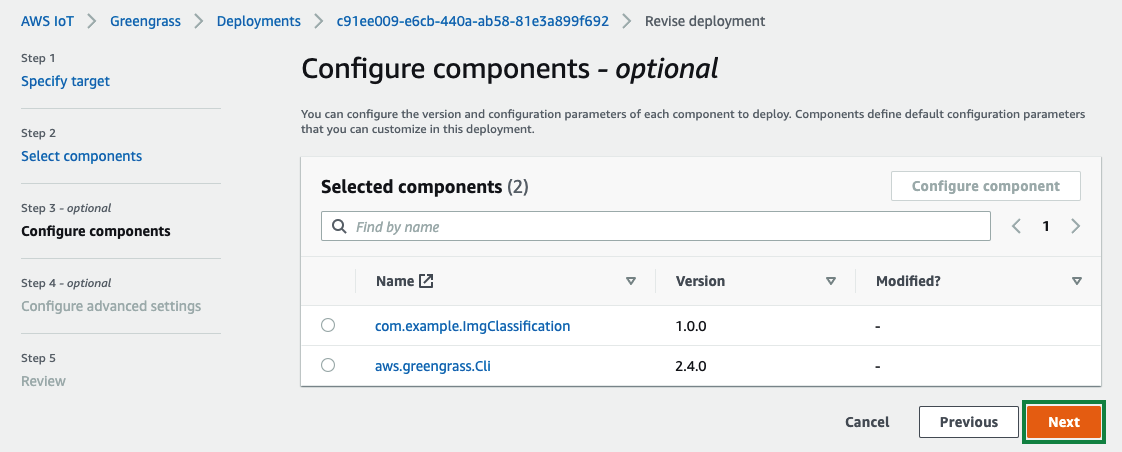 AWS IoT > Greengrass > Deployments > c91ee009-e6cb-440a-ab58-81e3a899f692 > Revise deployment
Step 1
Specify target
Step 2
Select components
Step 3 - optional
Configure components
Step 4 - optional
Configure advanced settings
Step 5
Review
Configure components - optional
You can configure the version and configuration parameters of each component to deploy. Components define default configuration parameters
that you can customize in this deployment.
Selected components (2)
Configure component
Find by name
1
Name Version Modified?
com.example.ImgClassification 1.0.0 -
aws.greengrass.Cli 2.4.0 -
Cancel Previous Next